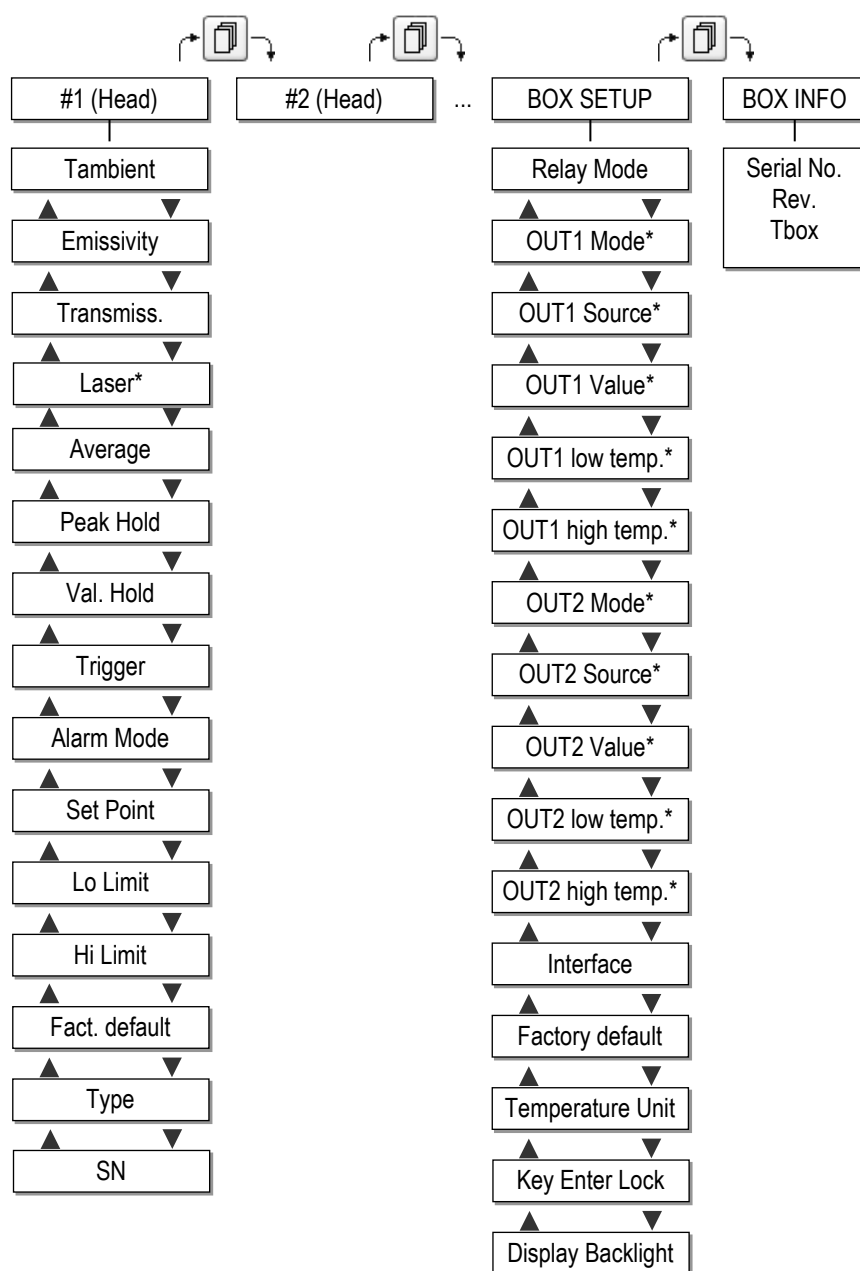 #1 (Head)
#2 (Head)
...
BOX SETUP
BOX INFO
Tambient
Emissivity
Transmiss.
Laser*
Average
Peak Hold
Val. Hold
Trigger
Alarm Mode
Set Point
Lo Limit
Hi Limit
Fact. default
Type
SN
Relay Mode
OUT1 Mode*
OUT1 Source*
OUT1 Value*
OUT1 low temp.*
OUT1 high temp.*
OUT2 Mode*
OUT2 Source*
OUT2 Value*
OUT2 low temp.*
OUT2 high temp.*
Interface
Factory default
Temperature Unit
Key Enter Lock
Display Backlight
Serial No.
Rev.
Tbox